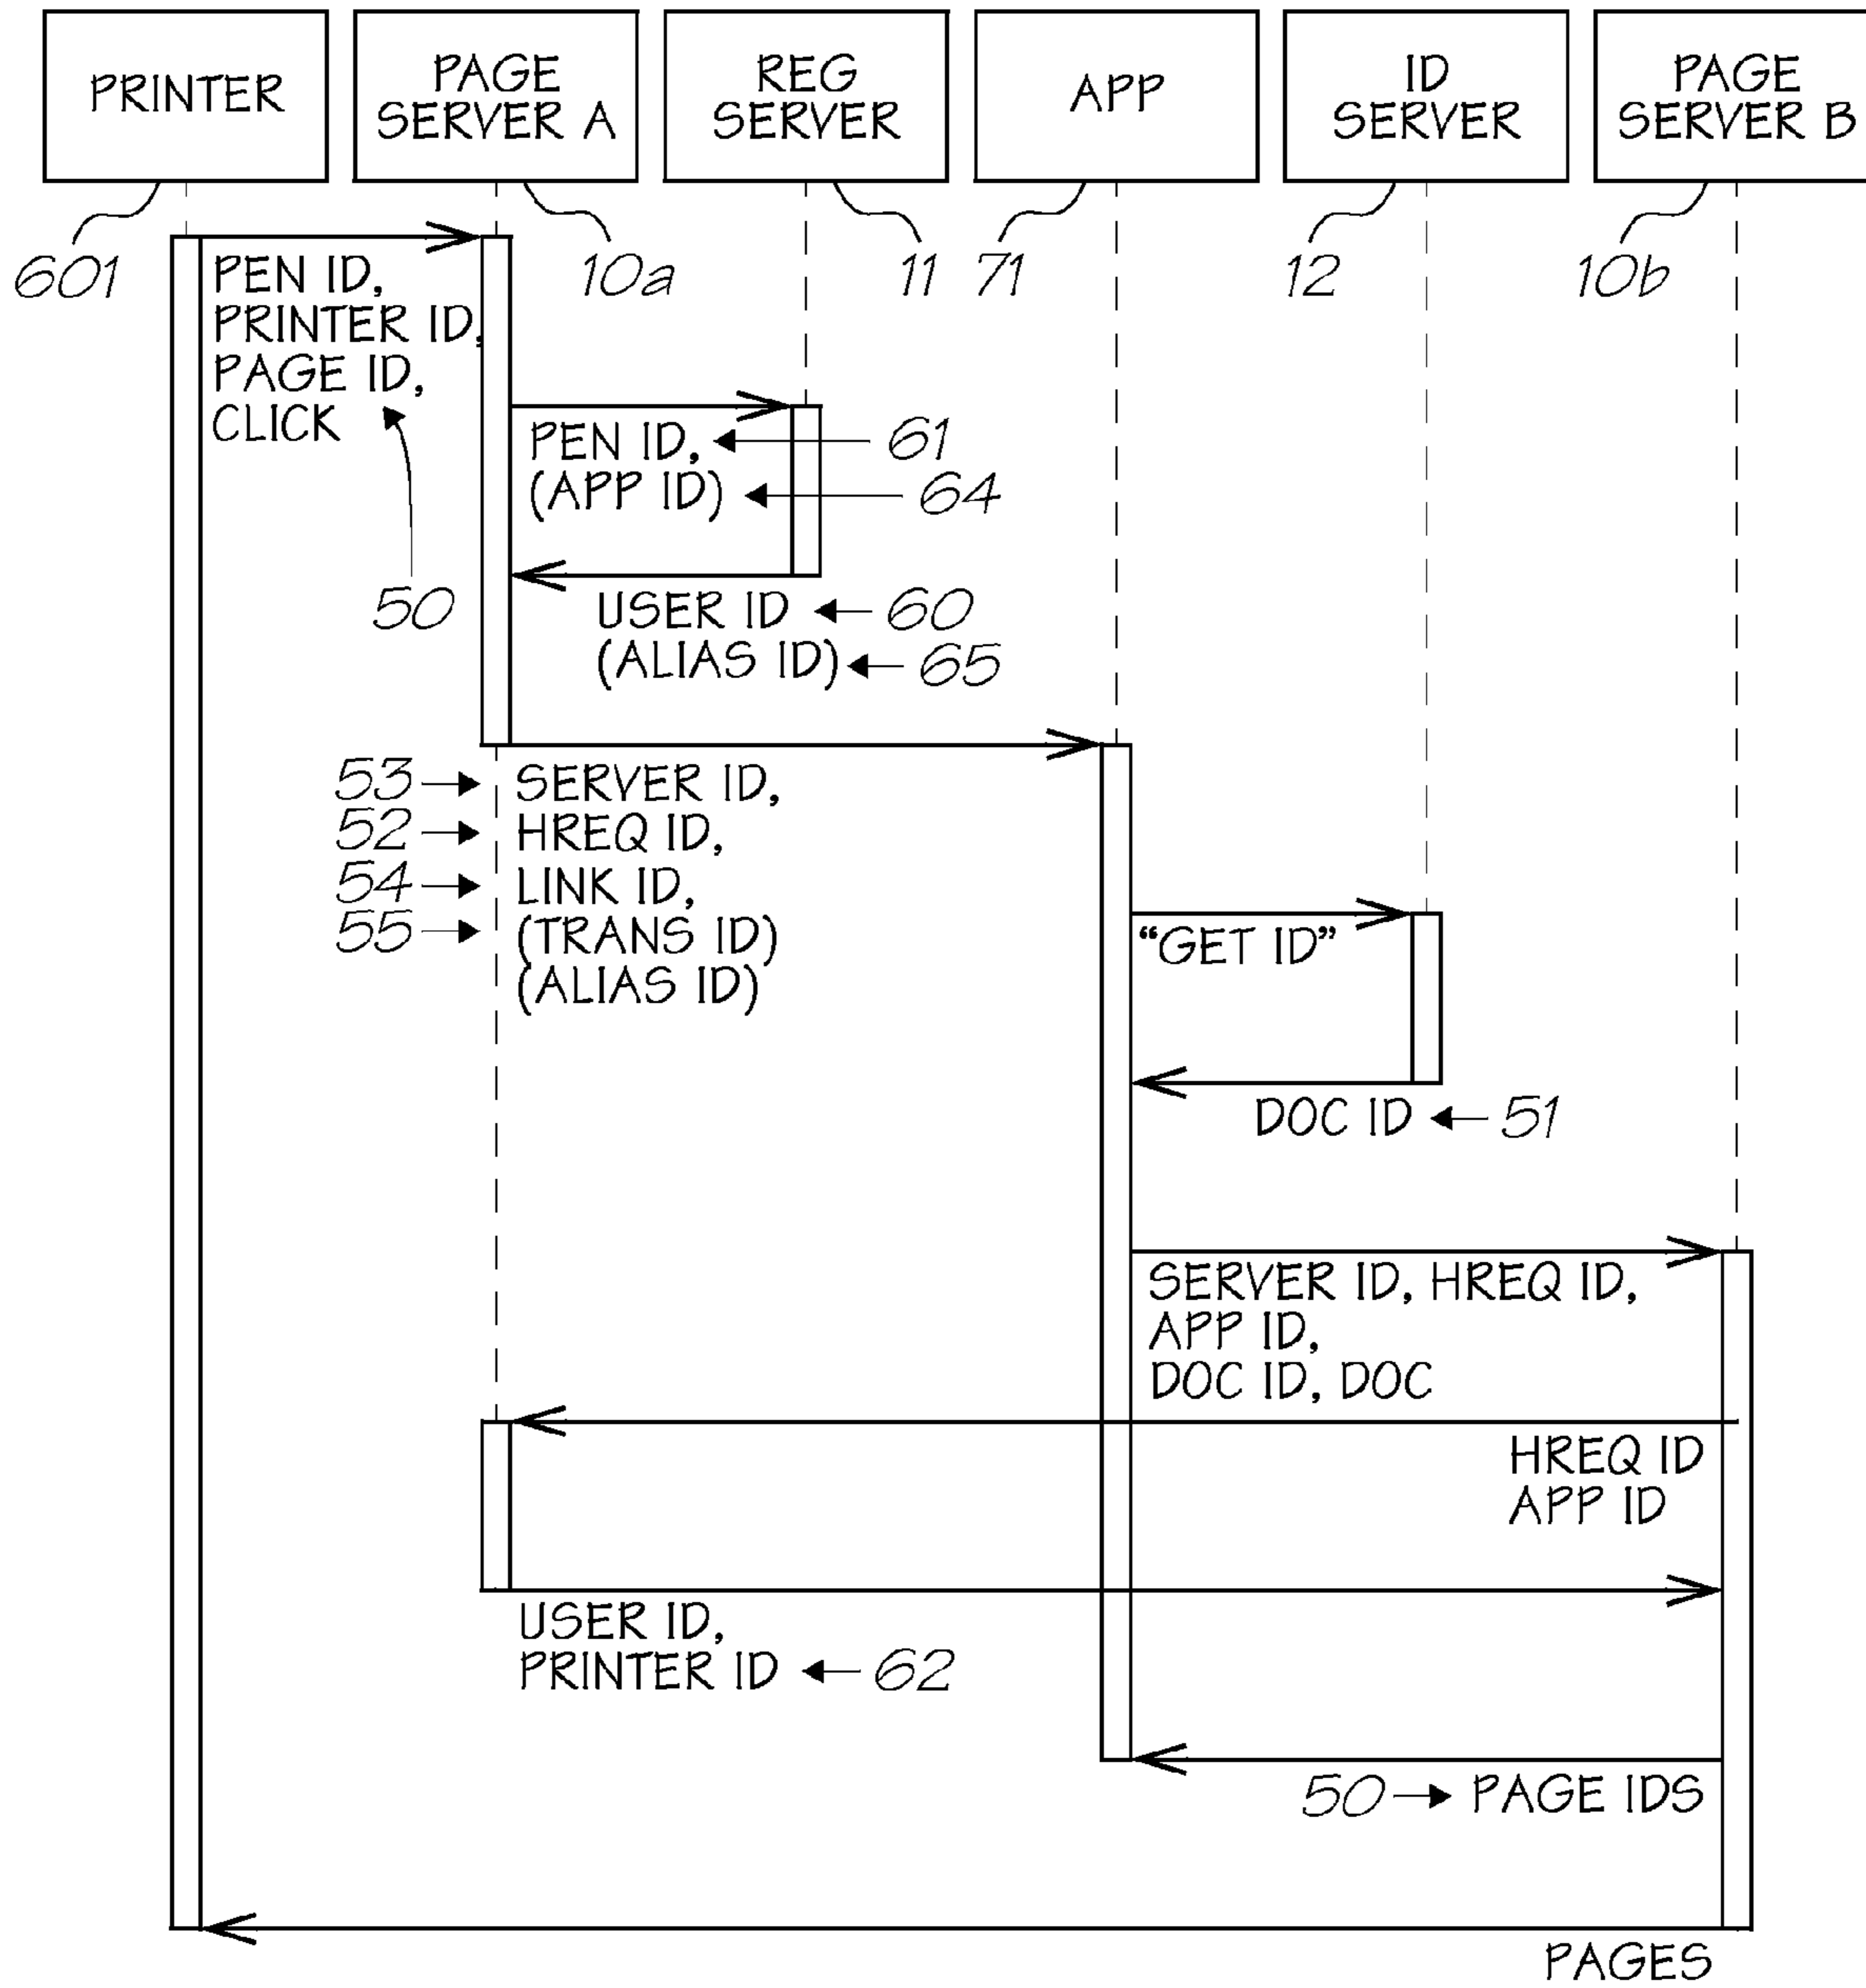 PRINTER
PAGE
SERVER A
REG
SERVER
APP
ID
SERVER
PAGE
SERVER B
601
10a
11
71
12
10b
PEN ID,
PRINTER ID,
PAGE ID,
CLICK
50
PEN ID,
61
(APP ID)
64
USER ID
60
(ALIAS ID)
65
53
SERVER ID,
52
HREQ ID,
54
LINK ID,
55
(TRANS ID)
(ALIAS ID)
“GET ID”
DOC ID
51
SERVER ID, HREQ ID,
APP ID,
DOC ID, DOC
HREQ ID
APP ID
USER ID,
PRINTER ID
62
50
PAGE IDS
PAGES